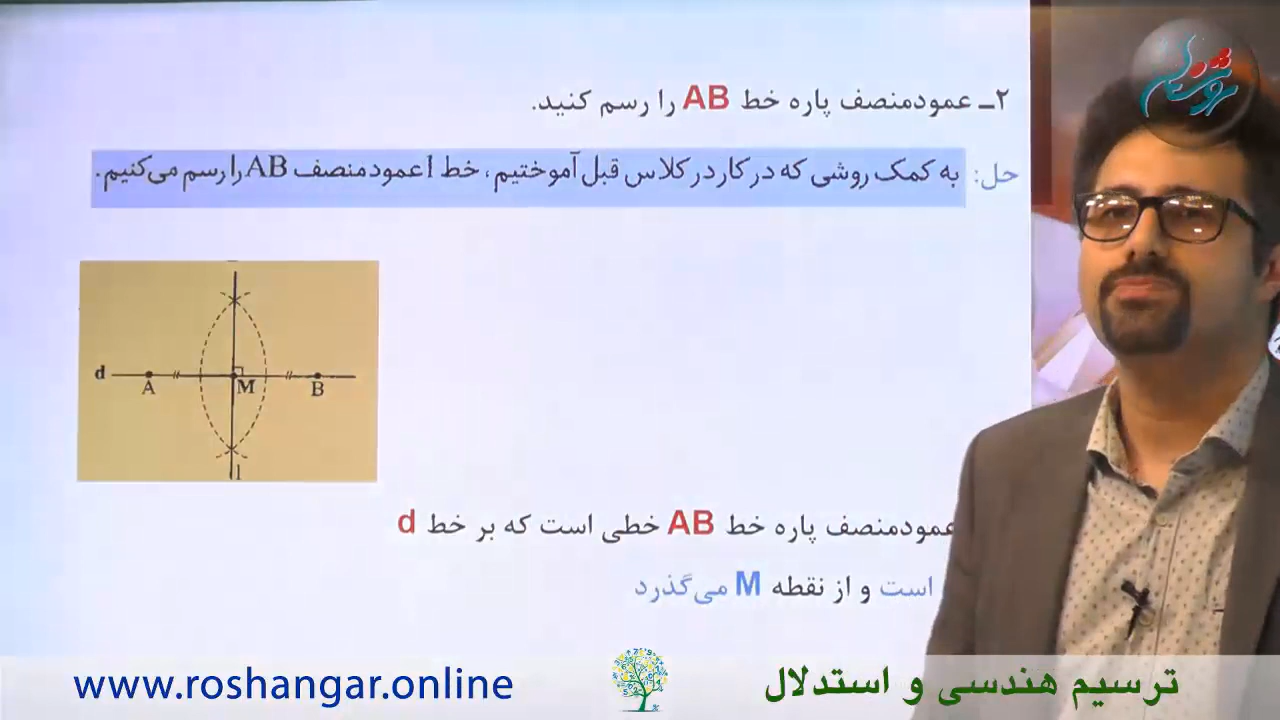 ۲ـ عمودمنصف پاره خط AB را رسم کنید.
حل: به کمک روشی که در کار در کلاس قبل آموختیم، خط l عمودمنصف AB را رسم می‌کنیم.
d
A
M
B
l
عمودمنصف پاره خط AB خطی است که بر خط d
است و از نقطه M می‌گذرد
www.roshangar.online
ترسیم هندسی و استدلال